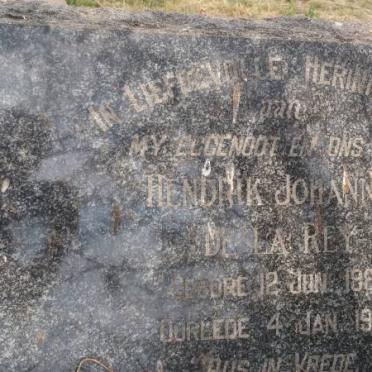 IN LIEFDEVOLLE HERIN
aan
MY EGGENOOT EN ONS
HENDRIK JOHANN
DE LA REY
GEBORE 12 JUN. 18
OORLEDE 4 JAN. 19
RUS IN VREDE